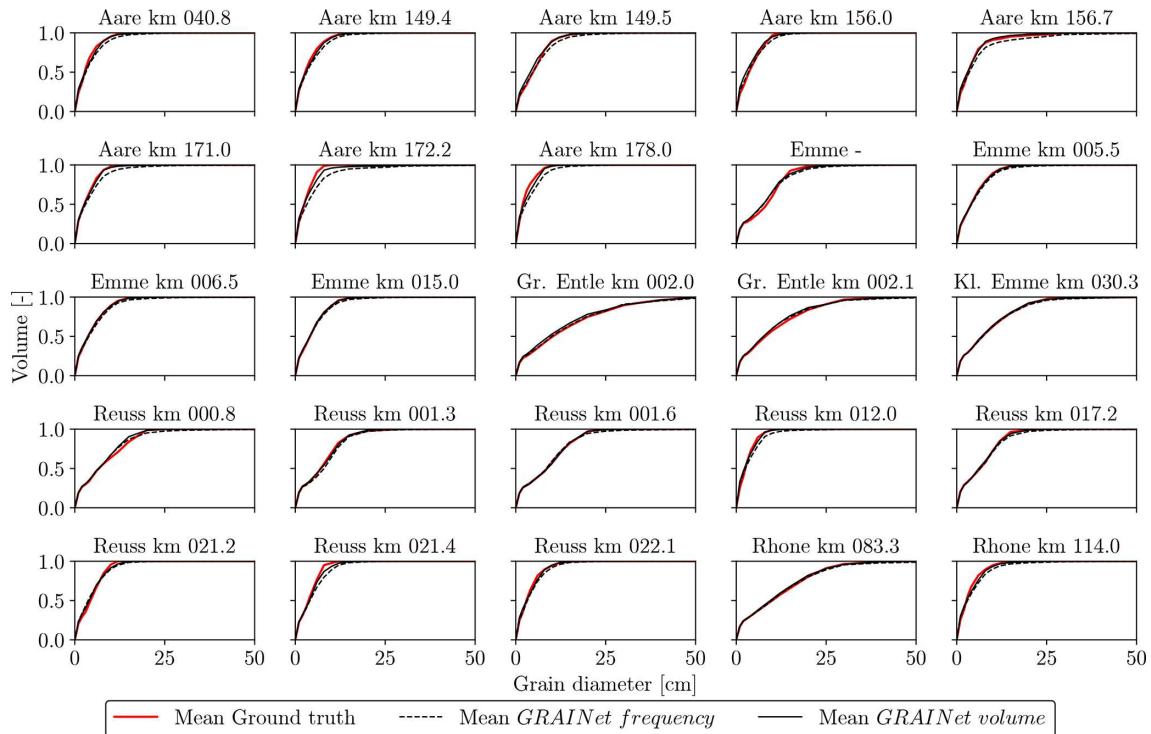 Aare km 040.8 Aare km 149.4 Aare km 149.5 Aare km 156.0 Aare km 156.7
1.0
0.5
0.0
Aare km 171.0 Aare km 172.2 Aare km 178.0 Emme - Emme km 005.5
1.0
0.5
0.0
Emme km 006.5 Emme km 015.0 Gr. Entle km 002.0 Gr. Entle km 002.1 Kl. Emme km 030.3
1.0
0.5
0.0
Volume [-]
Reuss km 000.8 Reuss km 001.3 Reuss km 001.6 Reuss km 012.0 Reuss km 017.2
1.0
0.5
0.0
Reuss km 021.2 Reuss km 021.4 Reuss km 022.1 Rhone km 083.3 Rhone km 114.0
1.0
0.5
0.0
0 25 50 0 25 50 0 25 50 0 25 50 0 25 50
Grain diameter [cm]
Mean Ground truth Mean GRAINet frequency Mean GRAINet volume